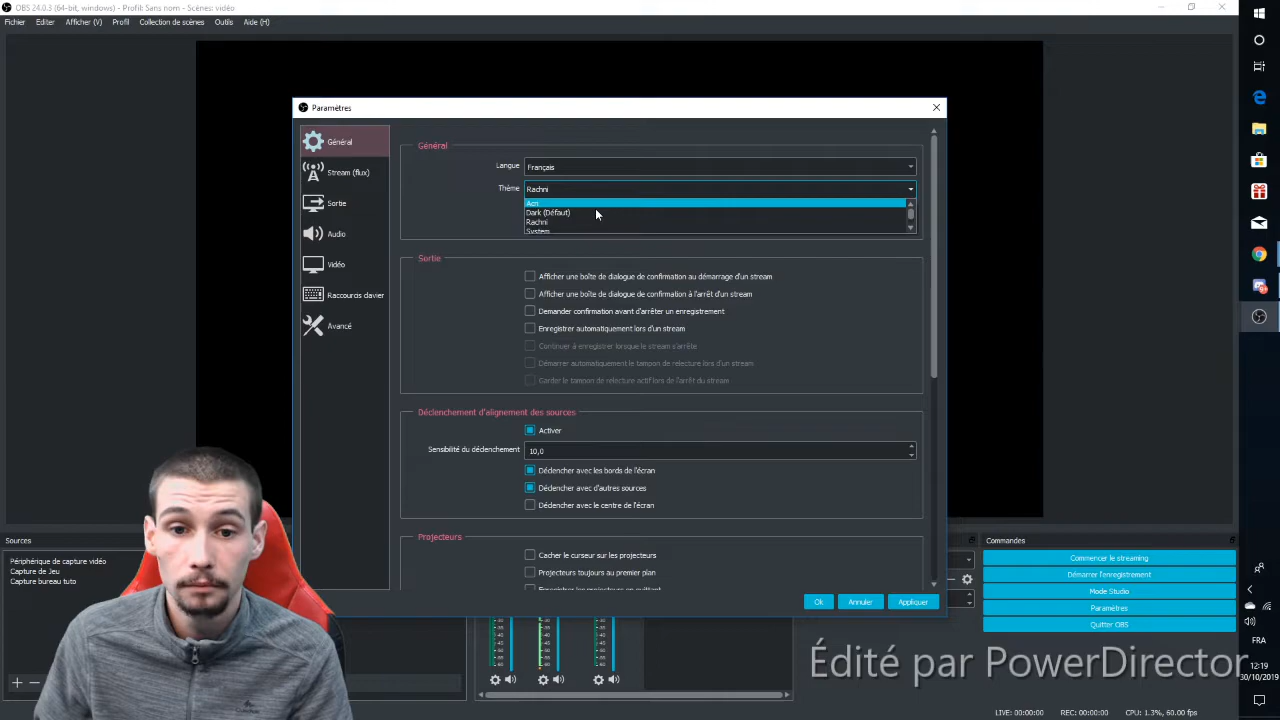 OBS 24.0.3 (64-bit, windows) - Profil: Sans nom - Scènes: vidéo
Fichier Editer Afficher (V) Profil Collection de scènes Outils Aide (H)
Paramètres
Général
Stream (flux)
Sortie
Audio
Vidéo
Raccourcis clavier
Avancé
Général
Langue Français
Thème Rachni
Acri
Dark (Défaut)
Rachni
System
Sortie
Afficher une boîte de dialogue de confirmation au démarrage d'un stream
Afficher une boîte de dialogue de confirmation à l'arrêt d'un stream
Demander confirmation avant d'arrêter un enregistrement
Enregistrer automatiquement lors d'un stream
Continuer à enregistrer lorsque le stream s'arrête
Démarrer automatiquement le tampon de relecture lors d'un stream
Garder le tampon de relecture actif lors de l'arrêt du stream
Déclenchement d'alignement des sources
Activer
Sensibilité du déclenchement 10,0
Déclencher avec les bords de l'écran
Déclencher avec d'autres sources
Déclencher avec le centre de l'écran
Projecteurs
Cacher le curseur sur les projecteurs
Projecteurs toujours au premier plan
Enregistrer les projecteurs en quittant
Ok Annuler Appliquer
Sources
Périphérique de capture vidéo
Capture de Jeu
Capture bureau tuto
Commandes
Commencer le streaming
Démarrer l'enregistrement
Mode Studio
Paramètres
Quitter OBS
Édité par PowerDirector
FRA
12:19
30/10/2019
LIVE: 00:00:00 REC: 00:00:00 CPU: 1.3%, 60.00 fps